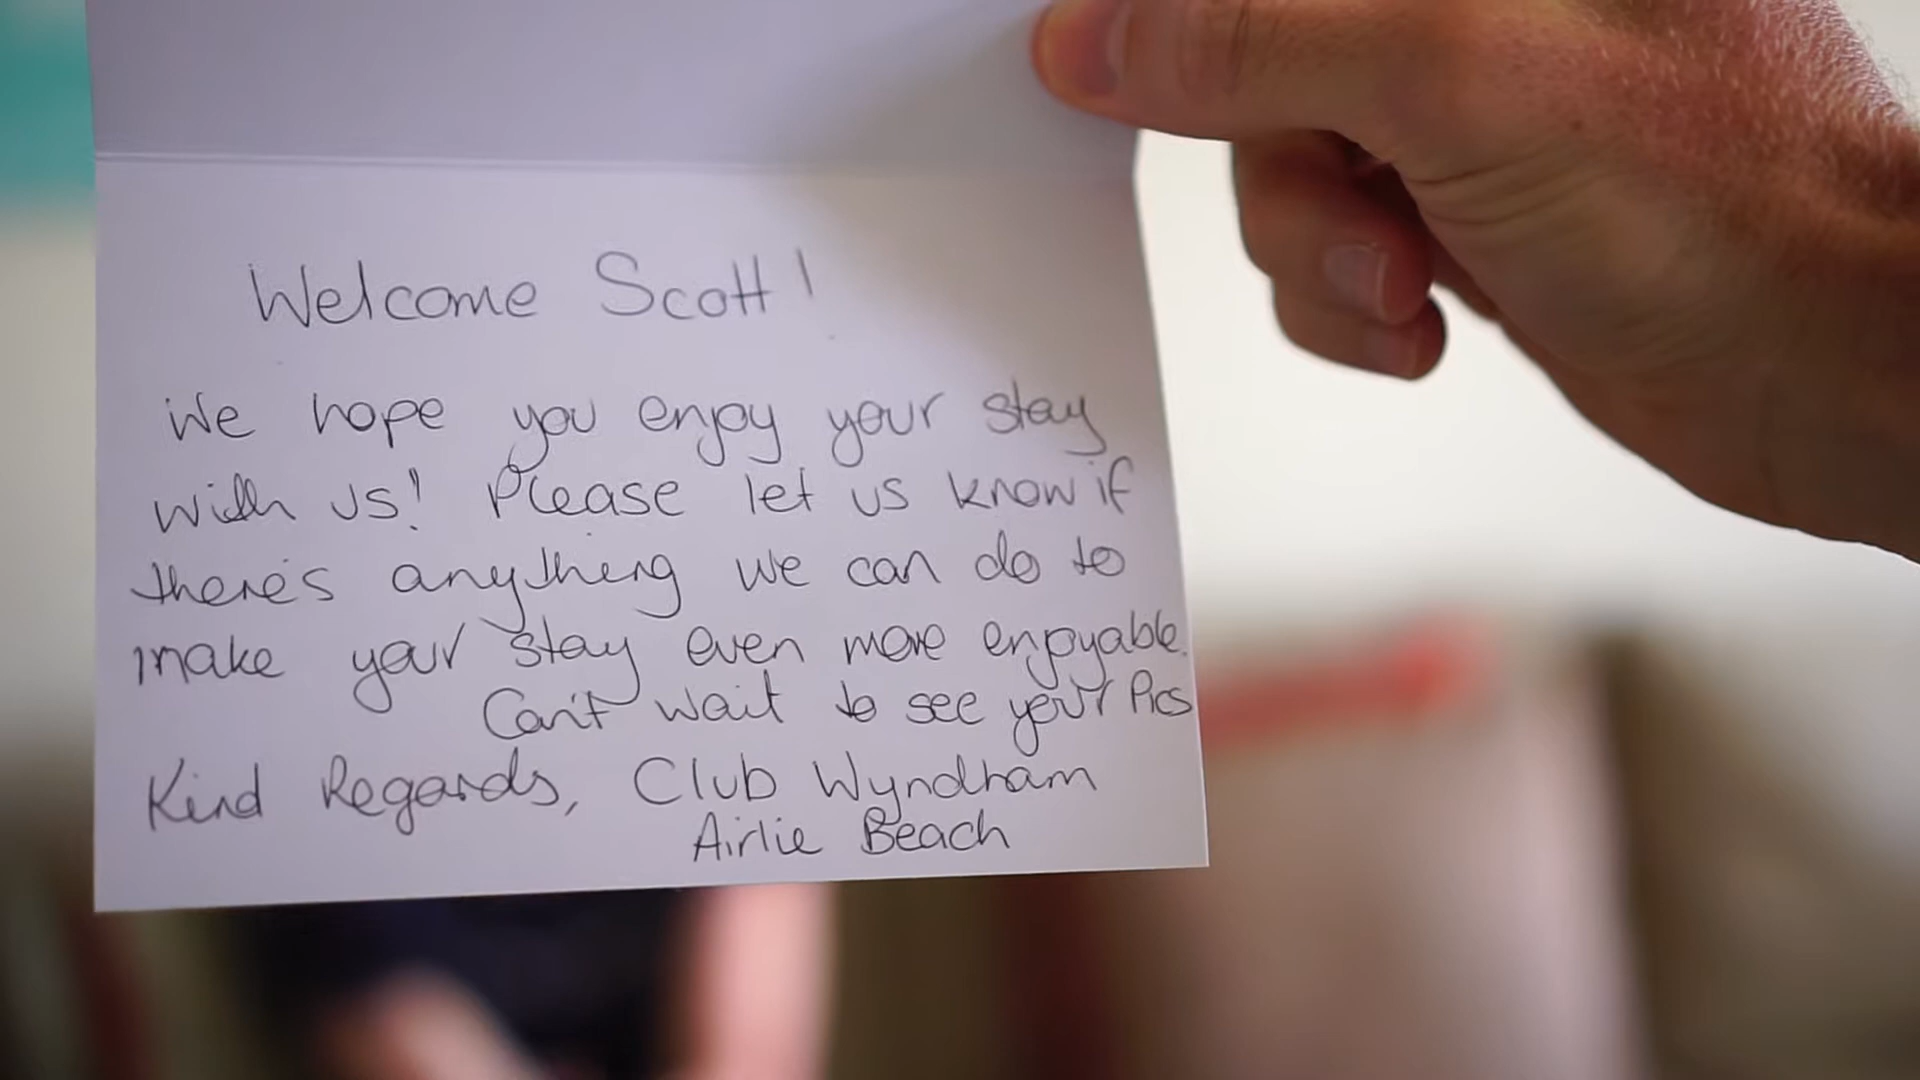 Welcome Scott!
We hope you enjoy your stay
with us! Please let us know if
there's anything we can do to
make your stay even more enjoyable.
Can't wait to see your Pics
Kind Regards, Club Wyndham
Airlie Beach